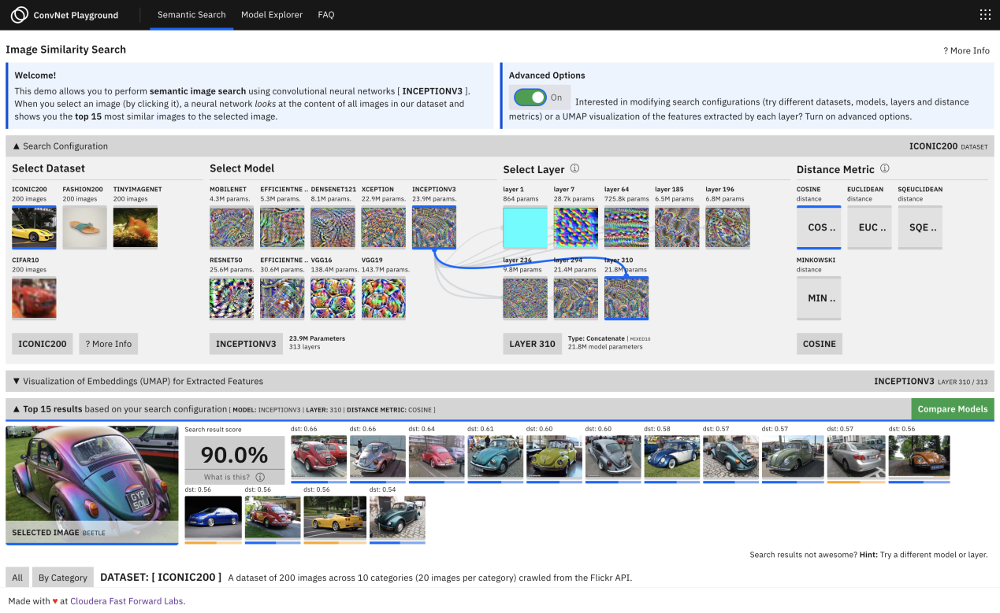 ConvNet Playground
Semantic Search
Model Explorer
FAQ
Image Similarity Search
? More Info
Welcome!
This demo allows you to perform semantic image search using convolutional neural networks [ INCEPTIONV3 ].
When you select an image (by clicking it), a neural network looks at the content of all images in our dataset and
shows you the top 15 most similar images to the selected image.
Advanced Options
On Interested in modifying search configurations (try different datasets, models, layers and distance
metrics) or a UMAP visualization of the features extracted by each layer? Turn on advanced options.
▲ Search Configuration
ICONIC200 DATASET
Select Dataset
ICONIC200 FASHION200 TINYIMAGENET
200 images 200 images 200 images
CIFAR10
200 images
ICONIC200 ? More Info
Select Model
MOBILENET EFFICIENTNE .. DENSENET121 XCEPTION INCEPTIONV3
4.3M params. 5.3M params. 8.1M params. 22.9M params. 23.9M params.
RESNET50 EFFICIENTNE .. VGG16 VGG19
25.6M params. 30.6M params. 138.4M params. 143.7M params.
INCEPTIONV3
23.9M Parameters
313 layers
Select Layer
layer 1 layer 7 layer 64 layer 185 layer 196
864 params 28.7k params 725.8k params 6.5M params 6.8M params
layer 236 layer 294 layer 310
9.8M params 21.4M params 21.8M params
LAYER 310
Type: Concatenate | MIXED10
21.8M model parameters
Distance Metric
COSINE EUCLIDEAN SQEUCLIDEAN
distance distance distance
COS .. EUC .. SQE ..
MINKOWSKI
distance
MIN ..
COSINE
▼ Visualization of Embeddings (UMAP) for Extracted Features
INCEPTIONV3 LAYER 310 / 313
▲ Top 15 results based on your search configuration [ MODEL: INCEPTIONV3 | LAYER: 310 | DISTANCE METRIC: COSINE ]
Compare Models
GYP
501J
SELECTED IMAGE BEETLE
Search result score
90.0%
What is this?
dst: 0.66 dst: 0.66 dst: 0.64 dst: 0.61 dst: 0.60 dst: 0.60 dst: 0.58 dst: 0.57 dst: 0.57 dst: 0.57 dst: 0.56
dst: 0.56 dst: 0.56 dst: 0.56 dst: 0.54
Search results not awesome? Hint: Try a different model or layer.
All By Category DATASET: [ ICONIC200 ] A dataset of 200 images across 10 categories (20 images per category) crawled from the Flickr API.
Made with ♥ at Cloudera Fast Forward Labs.